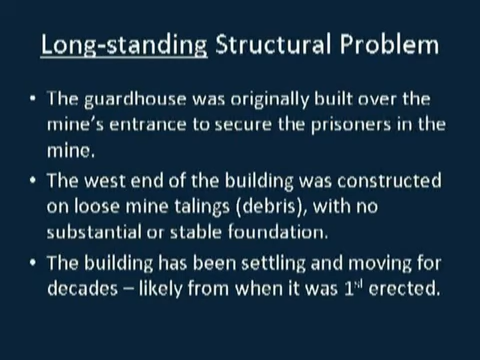 Long-standing Structural Problem
• The guardhouse was originally built over the
mine's entrance to secure the prisoners in the
mine.
• The west end of the building was constructed
on loose mine talings (debris), with no
substantial or stable foundation.
• The building has been settling and moving for
decades – likely from when it was 1rd erected.